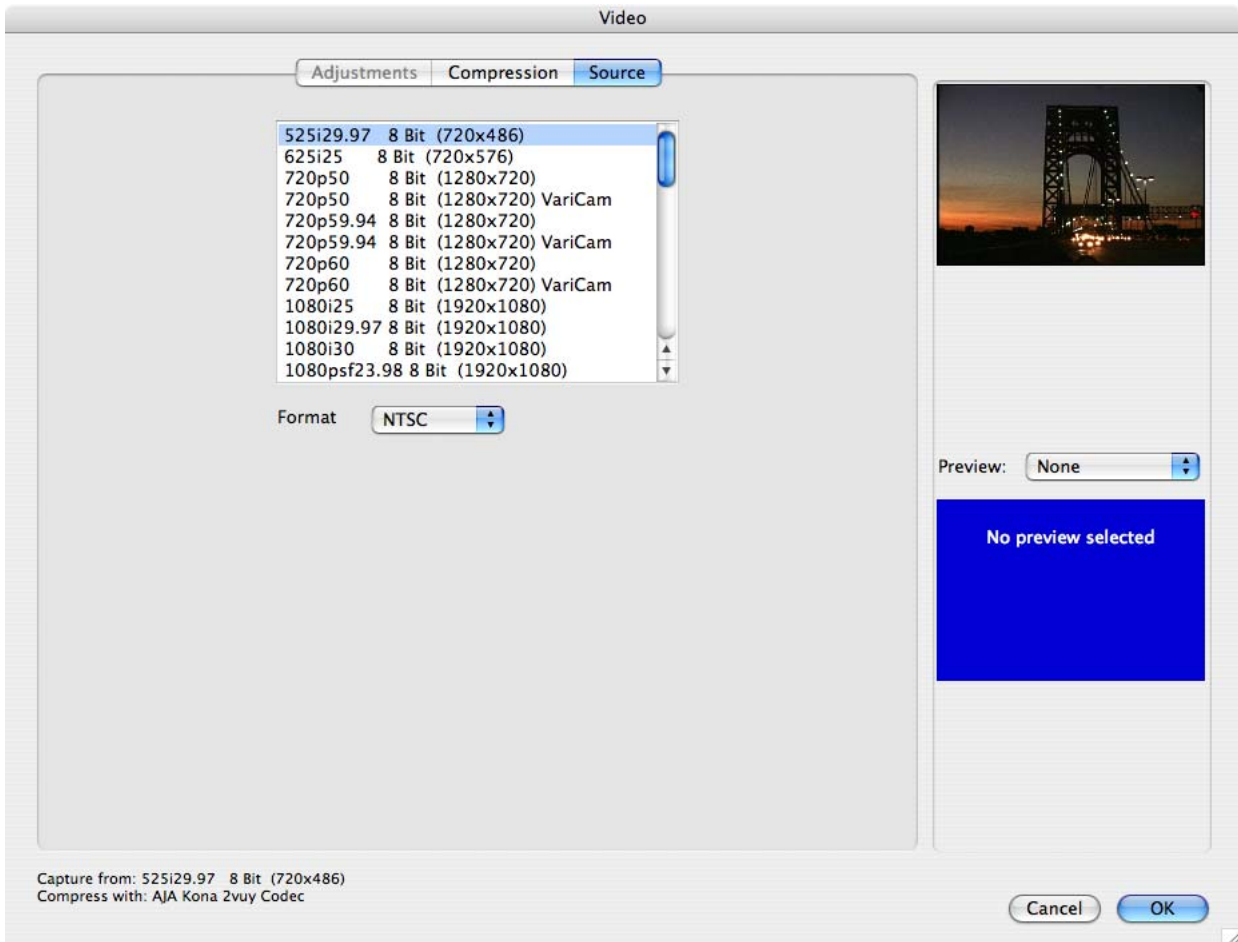 Video
Adjustments Compression Source
525i29.97 8 Bit (720x486)
625i25 8 Bit (720x576)
720p50 8 Bit (1280x720)
720p50 8 Bit (1280x720) VariCam
720p59.94 8 Bit (1280x720)
720p59.94 8 Bit (1280x720) VariCam
720p60 8 Bit (1280x720)
720p60 8 Bit (1280x720) VariCam
1080i25 8 Bit (1920x1080)
1080i29.97 8 Bit (1920x1080)
1080i30 8 Bit (1920x1080)
1080psf23.98 8 Bit (1920x1080)
Format NTSC
Preview: None
No preview selected
Capture from: 525i29.97 8 Bit (720x486)
Compress with: AJA Kona 2vuy Codec
Cancel OK